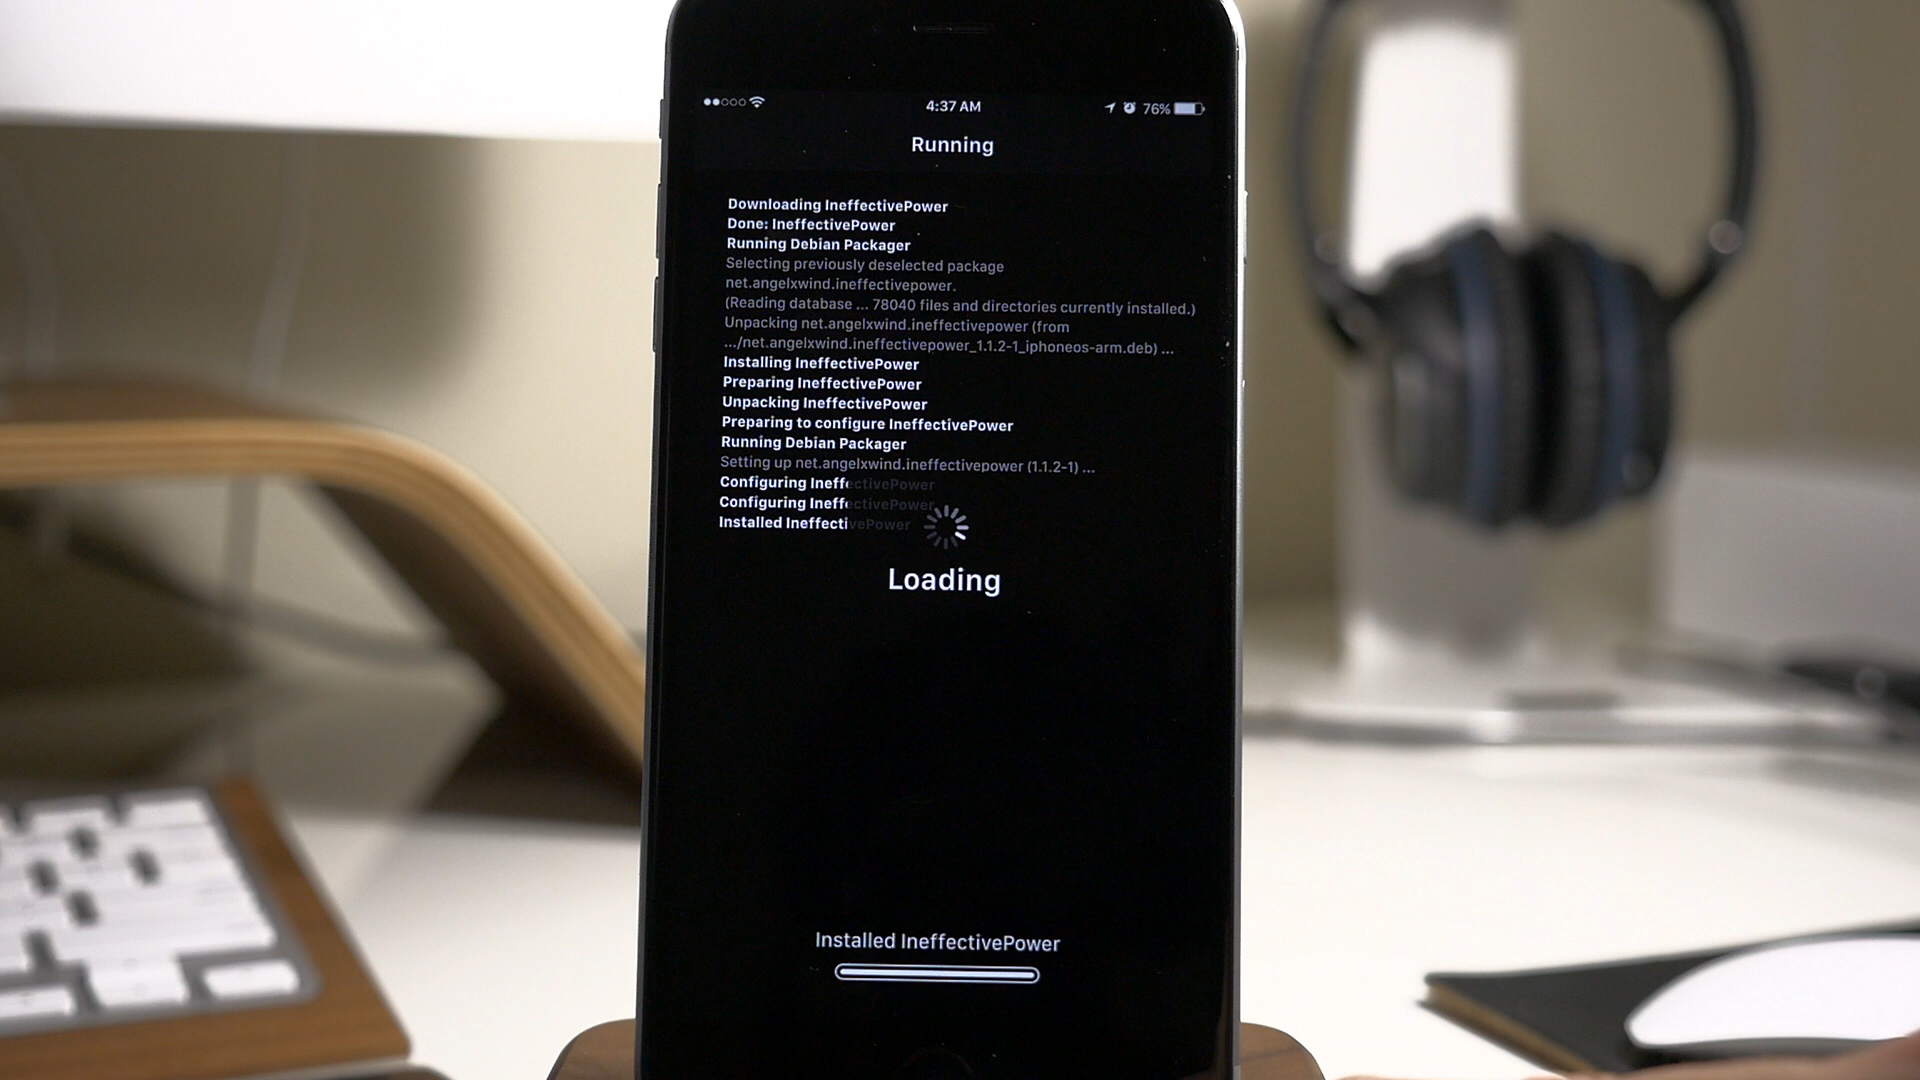 4:37 AM 76%
Running
Downloading IneffectivePower
Done: IneffectivePower
Running Debian Packager
Selecting previously deselected package
net.angelxwind.ineffectivepower.
(Reading database ... 78040 files and directories currently installed.)
Unpacking net.angelxwind.ineffectivepower (from
.../net.angelxwind.ineffectivepower_1.1.2-1_iphoneos-arm.deb) ...
Installing IneffectivePower
Preparing IneffectivePower
Unpacking IneffectivePower
Preparing to configure IneffectivePower
Running Debian Packager
Setting up net.angelxwind.ineffectivepower (1.1.2-1) ...
Configuring IneffectivePower
Configuring IneffectivePower
Installed IneffectivePower
Loading
Installed IneffectivePower